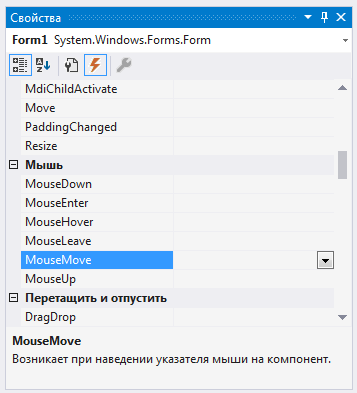 Свойства
Form1 System.Windows.Forms.Form
MdiChildActivate
Move
PaddingChanged
Resize
Мышь
MouseDown
MouseEnter
MouseHover
MouseLeave
MouseMove
MouseUp
Перетащить и отпустить
DragDrop
MouseMove
Возникает при наведении указателя мыши на компонент.